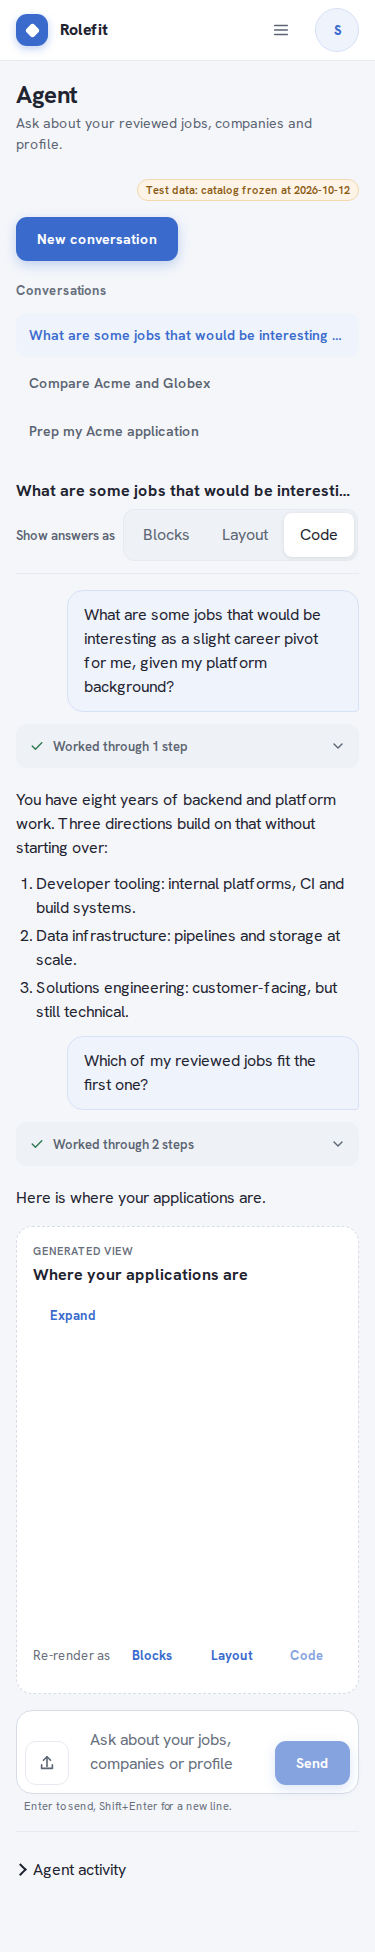 Rolefit
S
Agent
Ask about your reviewed jobs, companies and
profile.
Test data: catalog frozen at 2026-10-12
New conversation
Conversations
What are some jobs that would be interesting ...
Compare Acme and Globex
Prep my Acme application
What are some jobs that would be interesti...
Show answers as Blocks Layout Code
What are some jobs that would be
interesting as a slight career pivot
for me, given my platform
background?
Worked through 1 step
You have eight years of backend and platform
work. Three directions build on that without
starting over:
1. Developer tooling: internal platforms, CI and
build systems.
2. Data infrastructure: pipelines and storage at
scale.
3. Solutions engineering: customer-facing, but
still technical.
Which of my reviewed jobs fit the
first one?
Worked through 2 steps
Here is where your applications are.
GENERATED VIEW
Where your applications are
Expand
Re-render as Blocks Layout Code
Ask about your jobs,
companies or profile
Send
Enter to send, Shift+Enter for a new line.
Agent activity